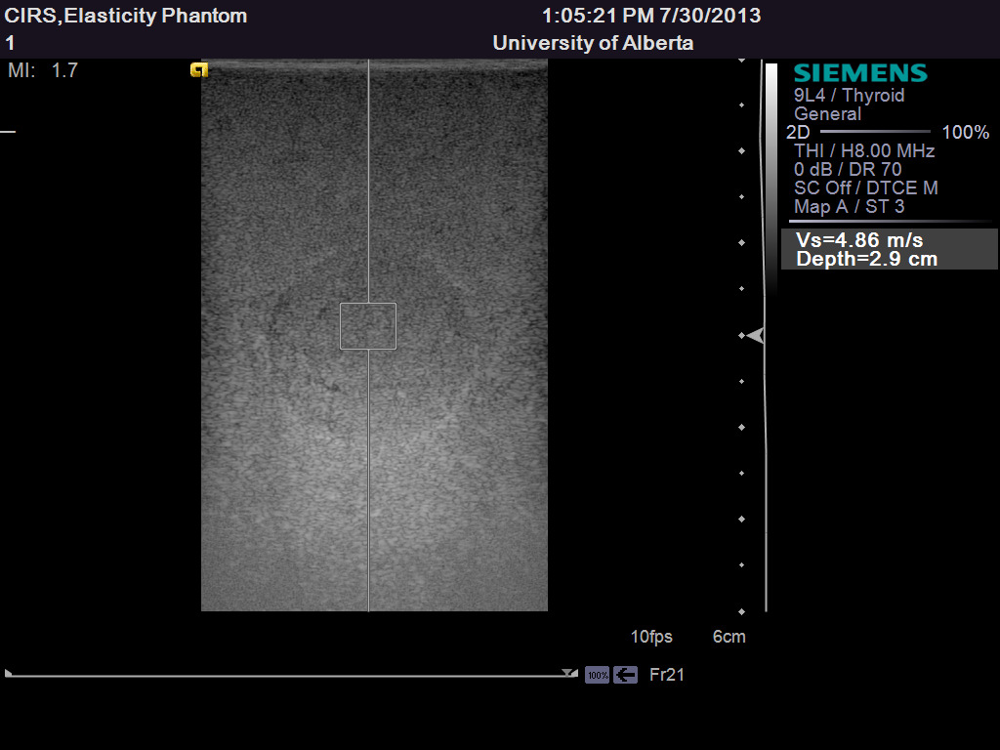 CIRS,Elasticity Phantom
1:05:21 PM 7/30/2013
1
University of Alberta
MI: 1.7
SIEMENS
9L4 / Thyroid
General
2D 100%
THI / H8.00 MHz
0 dB / DR 70
SC Off / DTCE M
Map A / ST 3
Vs=4.86 m/s
Depth=2.9 cm
10fps 6cm
100% Fr21